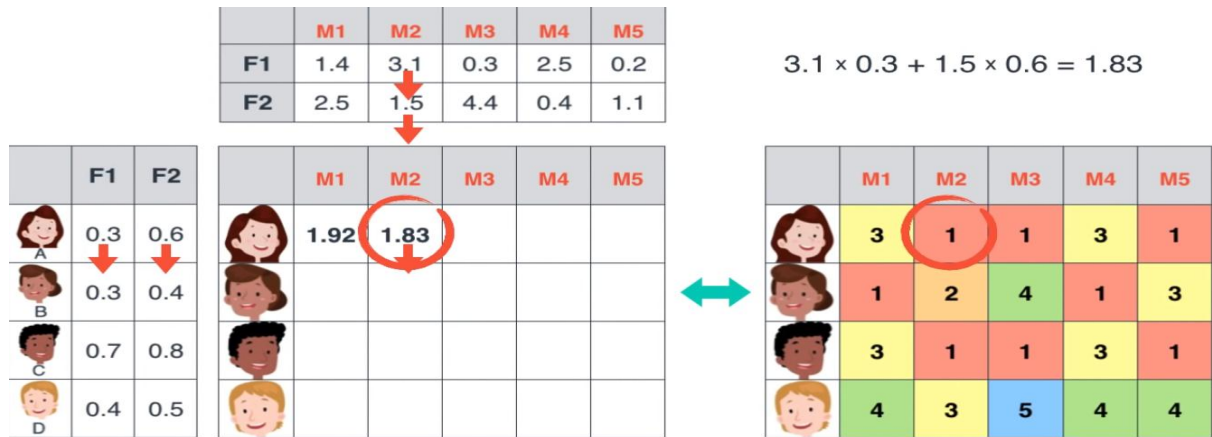 M1 M2 M3 M4 M5
F1 1.4 3.1 0.3 2.5 0.2
F2 2.5 1.5 4.4 0.4 1.1
3.1 × 0.3 + 1.5 × 0.6 = 1.83
F1 F2
A 0.3 0.6
B 0.3 0.4
C 0.7 0.8
D 0.4 0.5
M1 M2 M3 M4 M5
1.92 1.83
M1 M2 M3 M4 M5
3 1 1 3 1
1 2 4 1 3
3 1 1 3 1
4 3 5 4 4